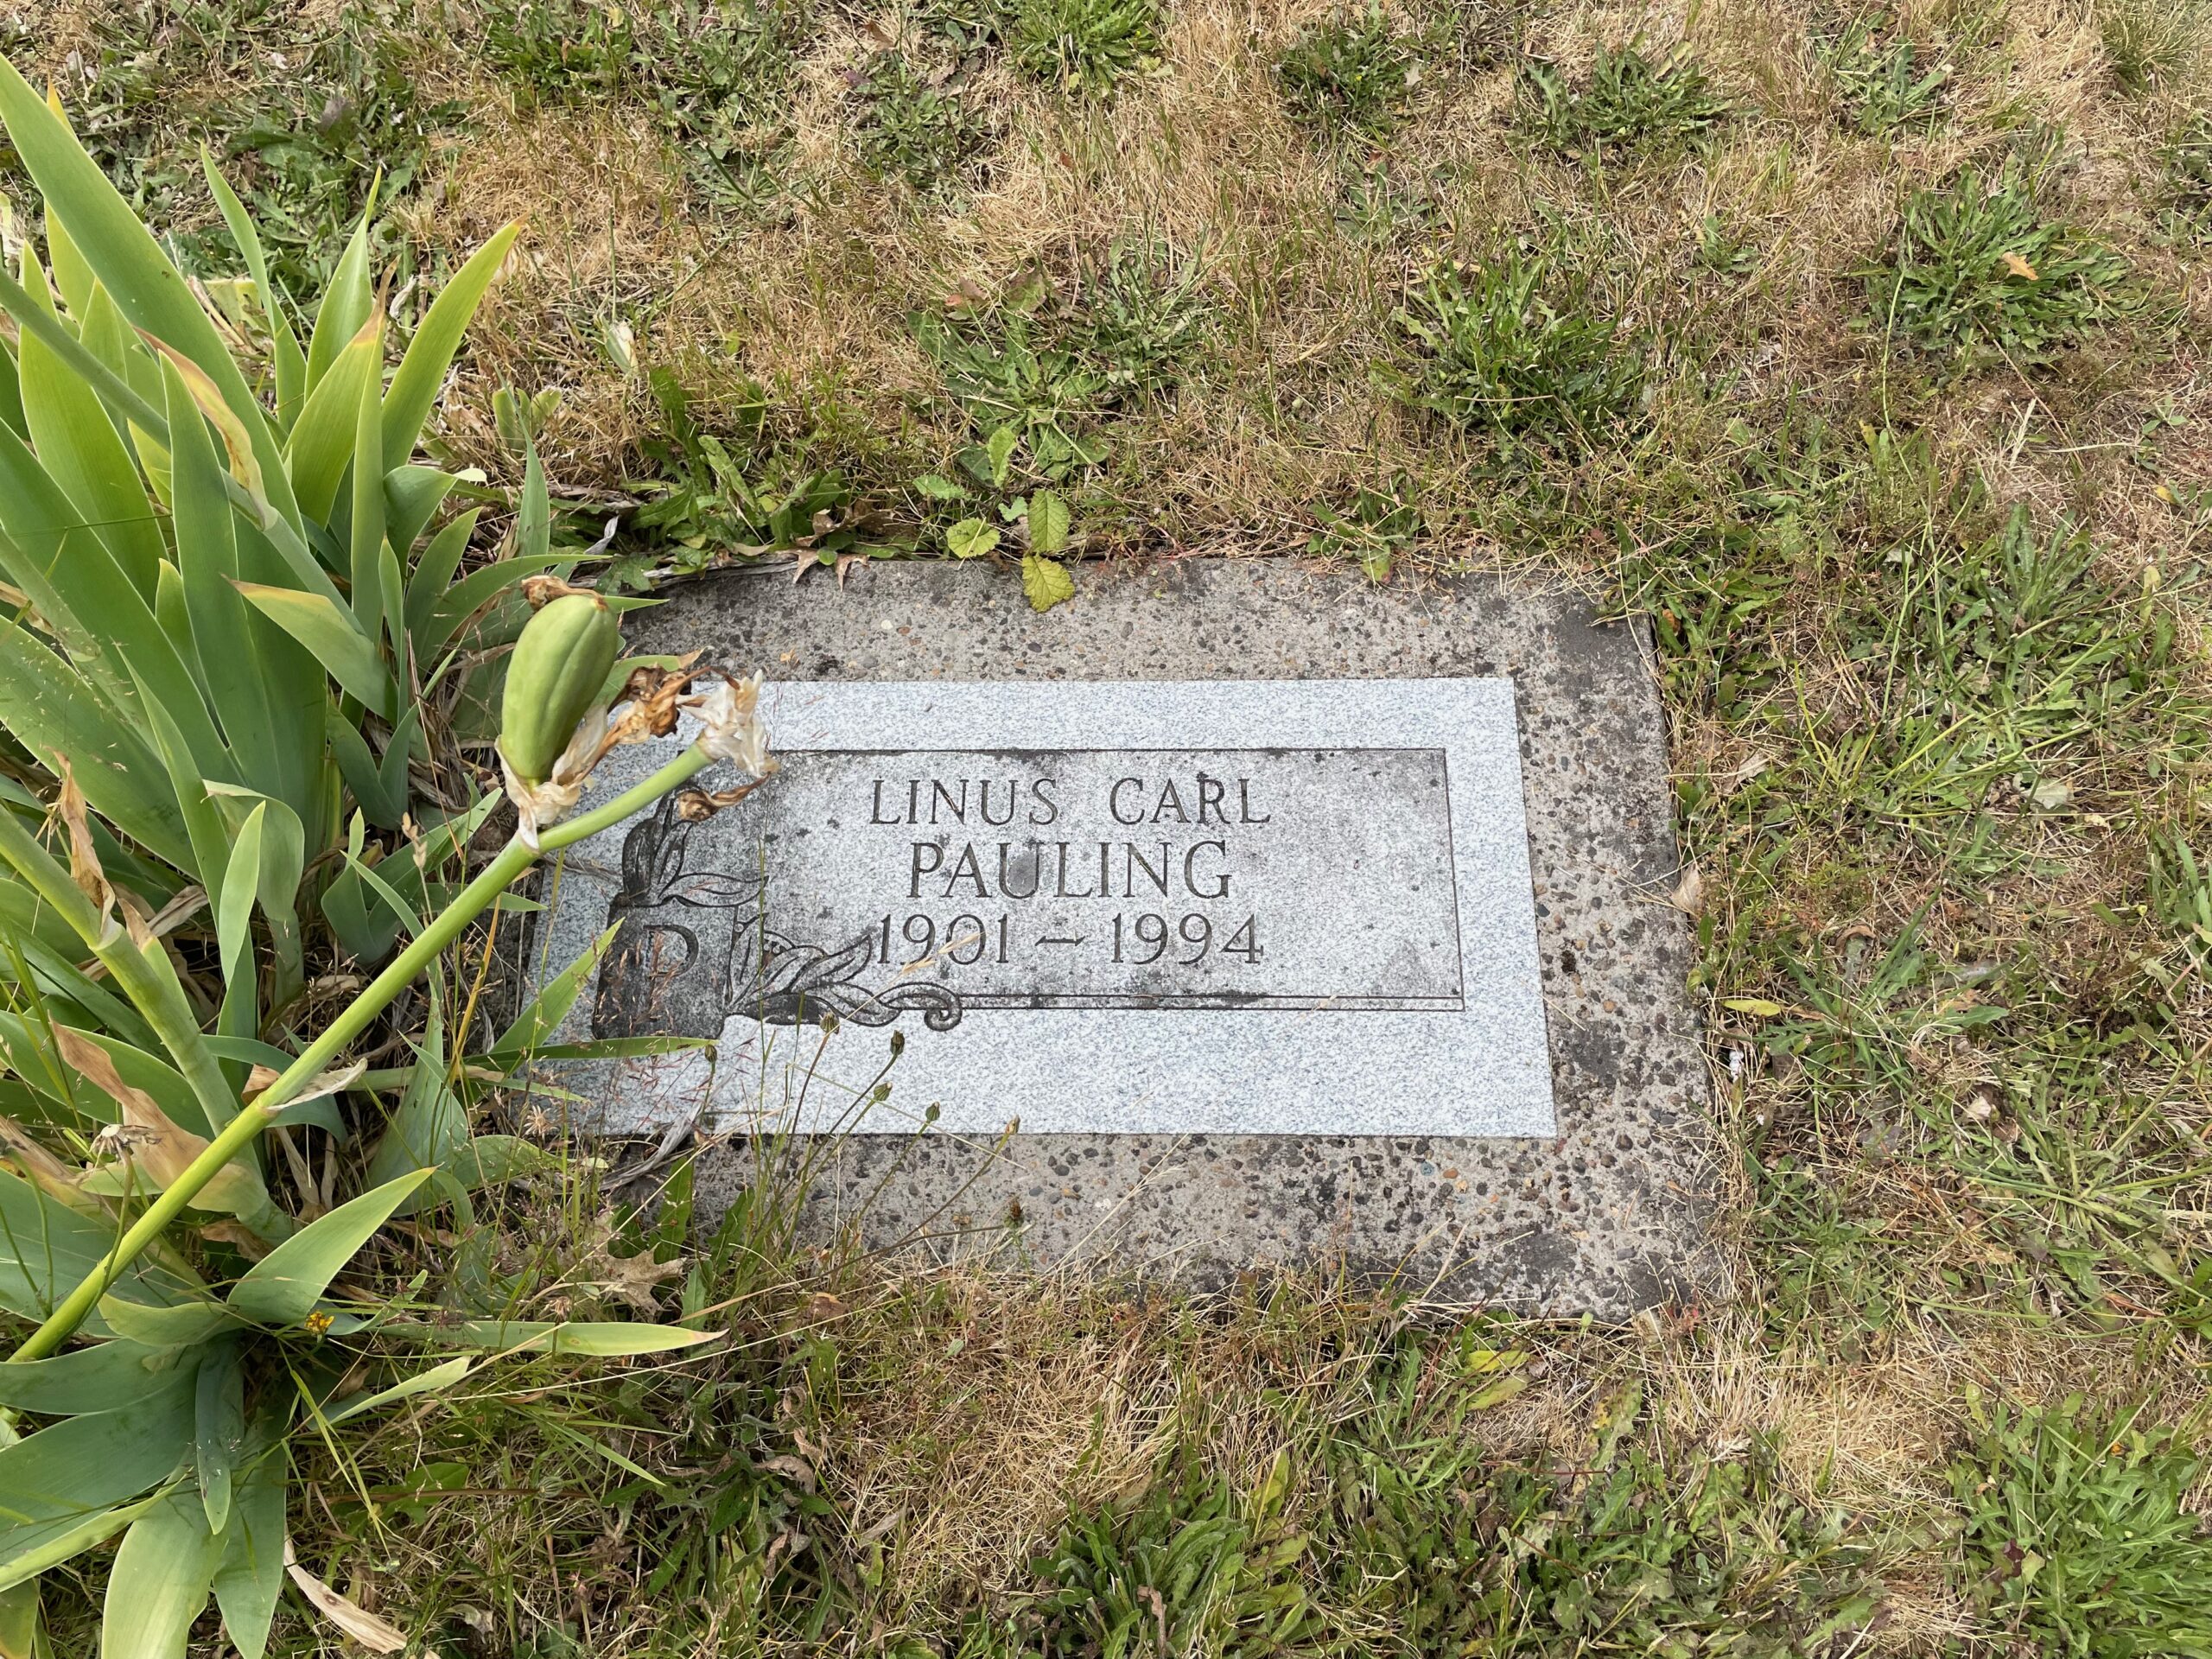 LINUS CARL
PAULING
1901 – 1994
P